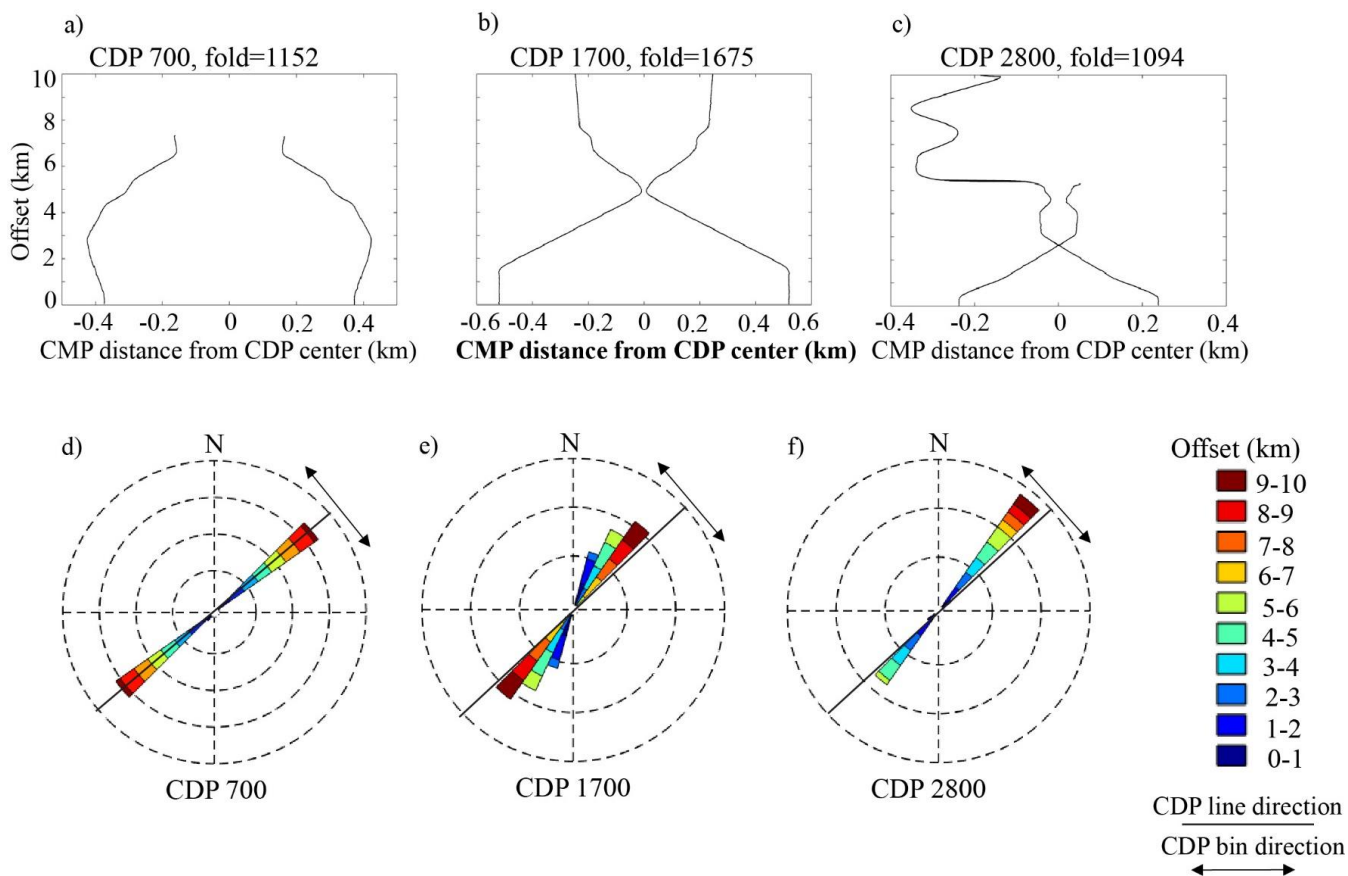 a)
CDP 700, fold=1152
b)
CDP 1700, fold=1675
c)
CDP 2800, fold=1094
Offset (km)
10
8
6
4
2
0
-0.4 -0.2 0 0.2 0.4
CMP distance from CDP center (km)
-0.6 -0.4 -0.2 0 0.2 0.4 0.6
CMP distance from CDP center (km)
-0.4 -0.2 0 0.2 0.4
CMP distance from CDP center (km)
d)
N
CDP 700
e)
N
CDP 1700
f)
N
CDP 2800
Offset (km)
9-10
8-9
7-8
6-7
5-6
4-5
3-4
2-3
1-2
0-1
CDP line direction
CDP bin direction